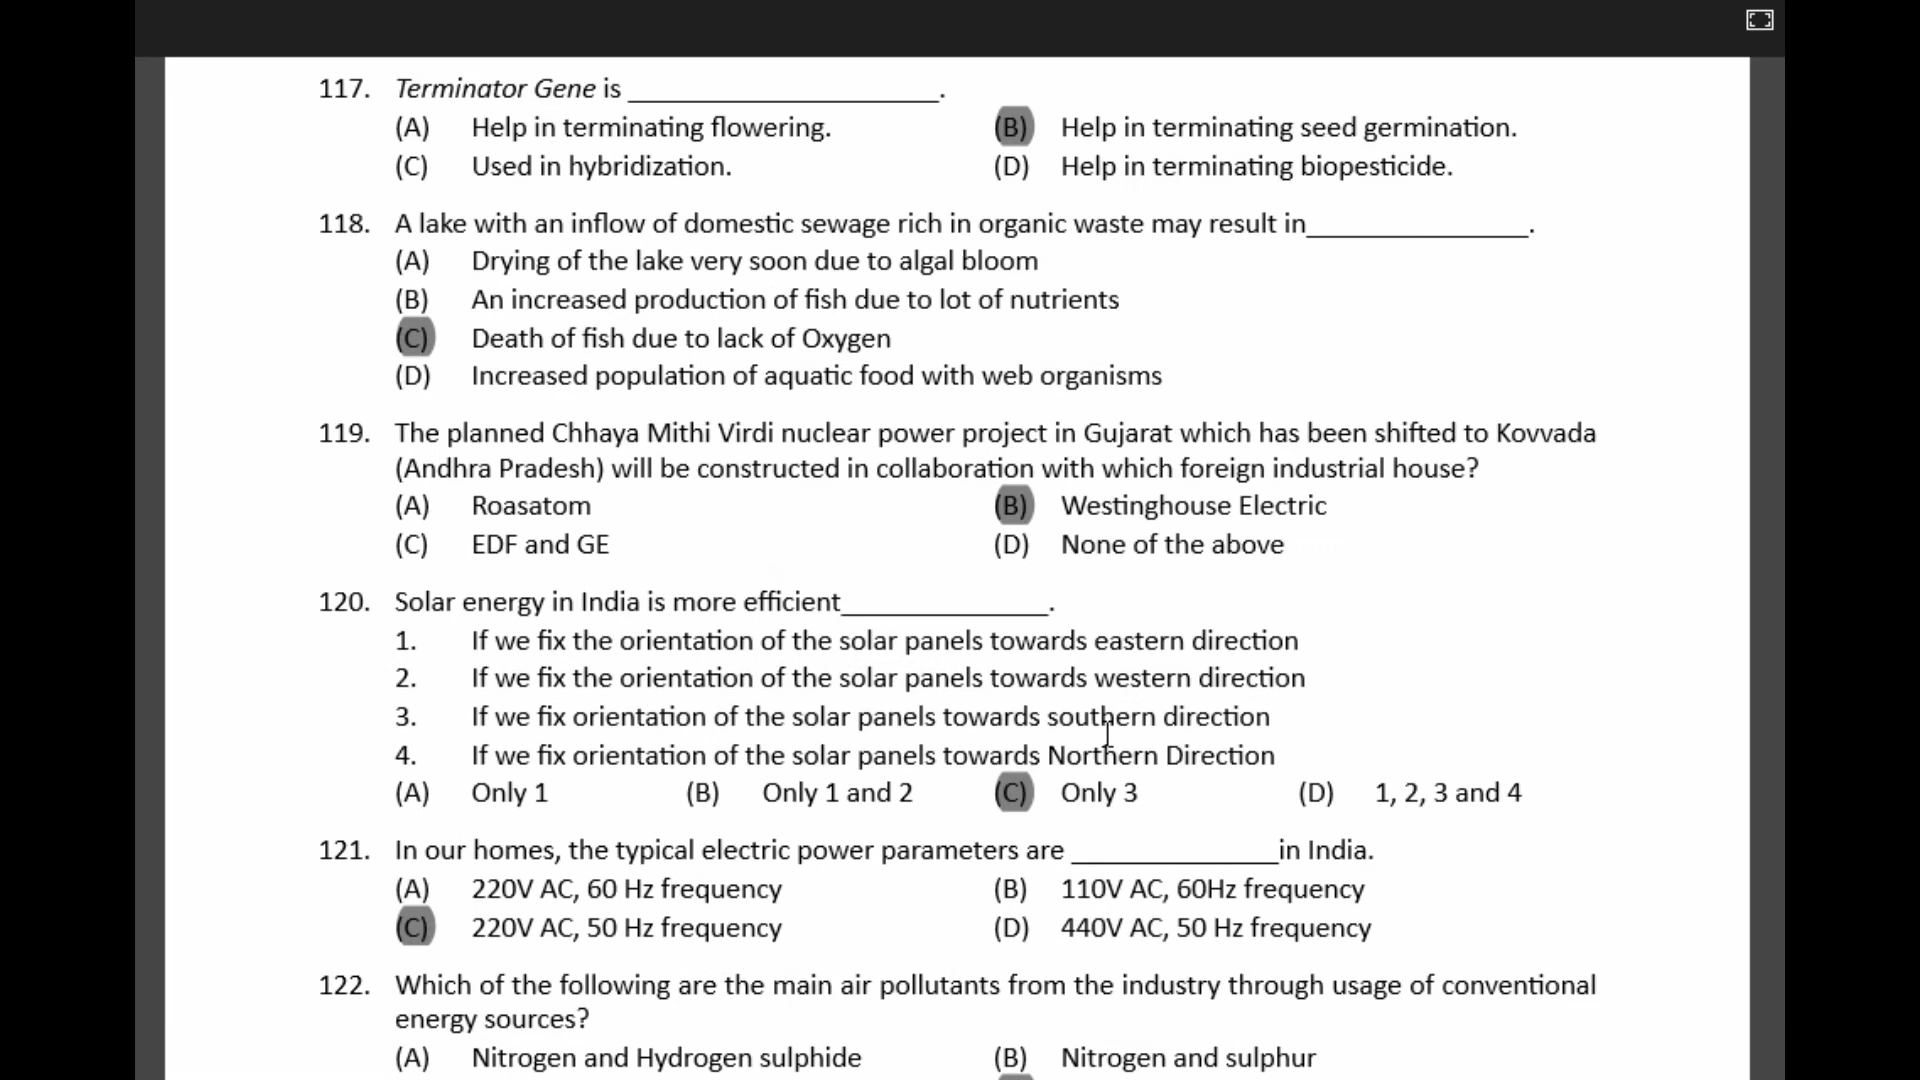 117. Terminator Gene is ____________________.
(A) Help in terminating flowering. (B) Help in terminating seed germination.
(C) Used in hybridization. (D) Help in terminating biopesticide.
118. A lake with an inflow of domestic sewage rich in organic waste may result in______________.
(A) Drying of the lake very soon due to algal bloom
(B) An increased production of fish due to lot of nutrients
(C) Death of fish due to lack of Oxygen
(D) Increased population of aquatic food with web organisms
119. The planned Chhaya Mithi Virdi nuclear power project in Gujarat which has been shifted to Kovvada
(Andhra Pradesh) will be constructed in collaboration with which foreign industrial house?
(A) Roasatom (B) Westinghouse Electric
(C) EDF and GE (D) None of the above
120. Solar energy in India is more efficient_____________.
1. If we fix the orientation of the solar panels towards eastern direction
2. If we fix the orientation of the solar panels towards western direction
3. If we fix orientation of the solar panels towards southern direction
4. If we fix orientation of the solar panels towards Northern Direction
(A) Only 1 (B) Only 1 and 2 (C) Only 3 (D) 1, 2, 3 and 4
121. In our homes, the typical electric power parameters are _____________in India.
(A) 220V AC, 60 Hz frequency (B) 110V AC, 60Hz frequency
(C) 220V AC, 50 Hz frequency (D) 440V AC, 50 Hz frequency
122. Which of the following are the main air pollutants from the industry through usage of conventional
energy sources?
(A) Nitrogen and Hydrogen sulphide (B) Nitrogen and sulphur